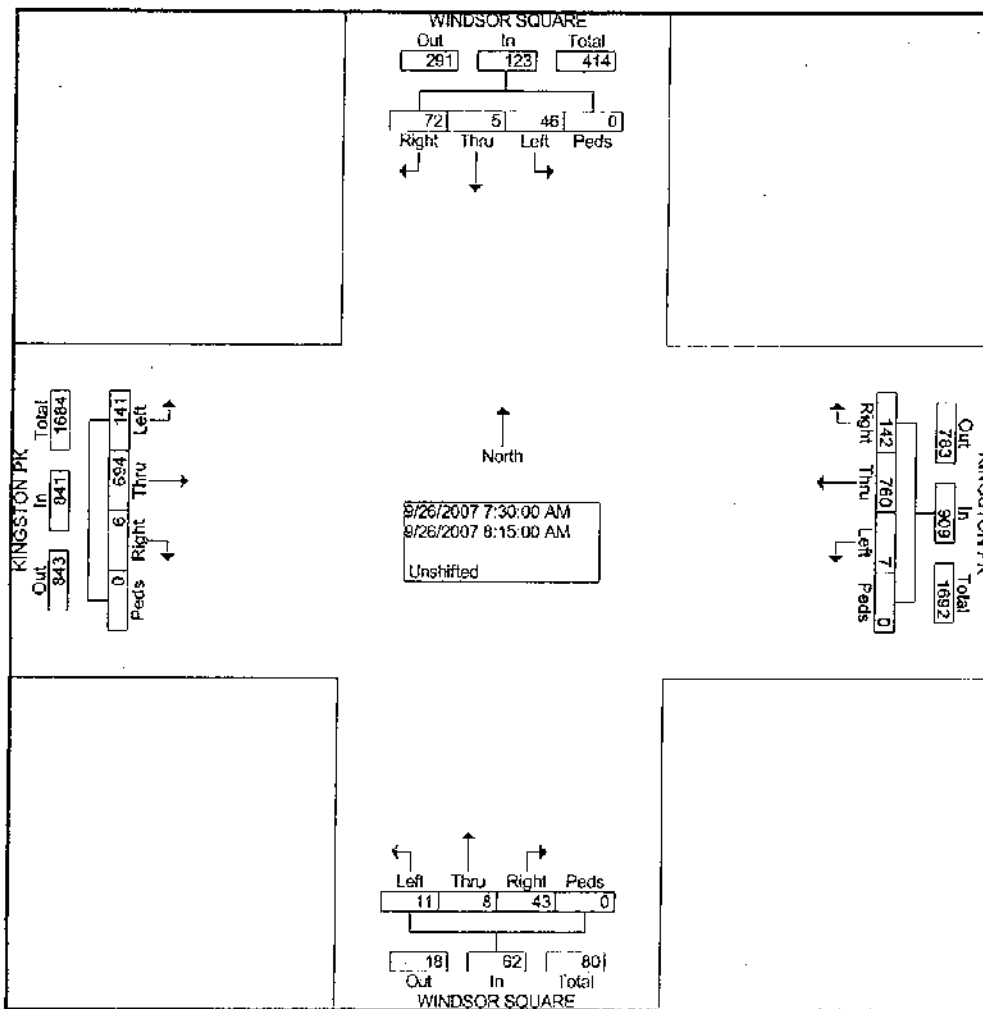 WINDSOR SQUARE
Out In Total
291 123 414
72 5 46 0
Right Thru Left Peds
KINGSTON PK
Out In Total
843 841 1684
0 6 694 141
Peds Right Thru Left
North
9/26/2007 7:30:00 AM
9/26/2007 8:15:00 AM
Unshifted
Out In Total
783 909 1692
142 760 7 0
Right Thru Left Peds
Left Thru Right Peds
11 8 43 0
18 62 80
Out In Total
WINDSOR SQUARE